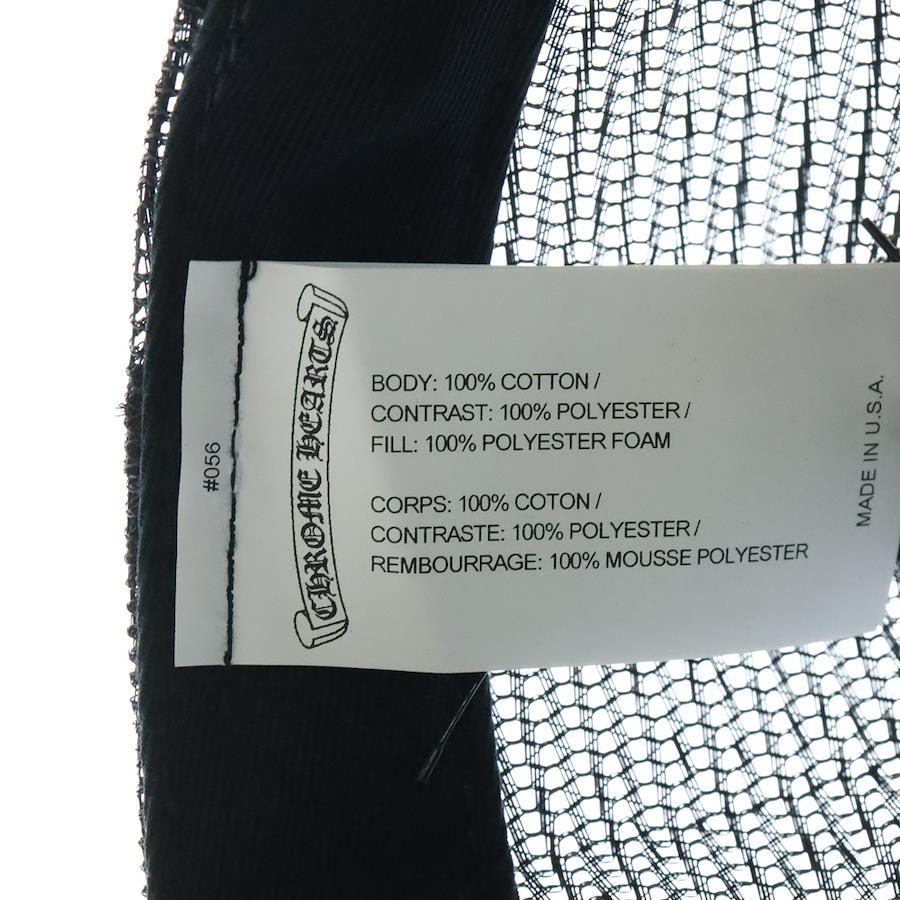 #056
CHROME HEARTS
BODY: 100% COTTON /
CONTRAST: 100% POLYESTER /
FILL: 100% POLYESTER FOAM
CORPS: 100% COTON /
CONTRASTE: 100% POLYESTER /
REMBOURRAGE: 100% MOUSSE POLYESTER
MADE IN U.S.A.